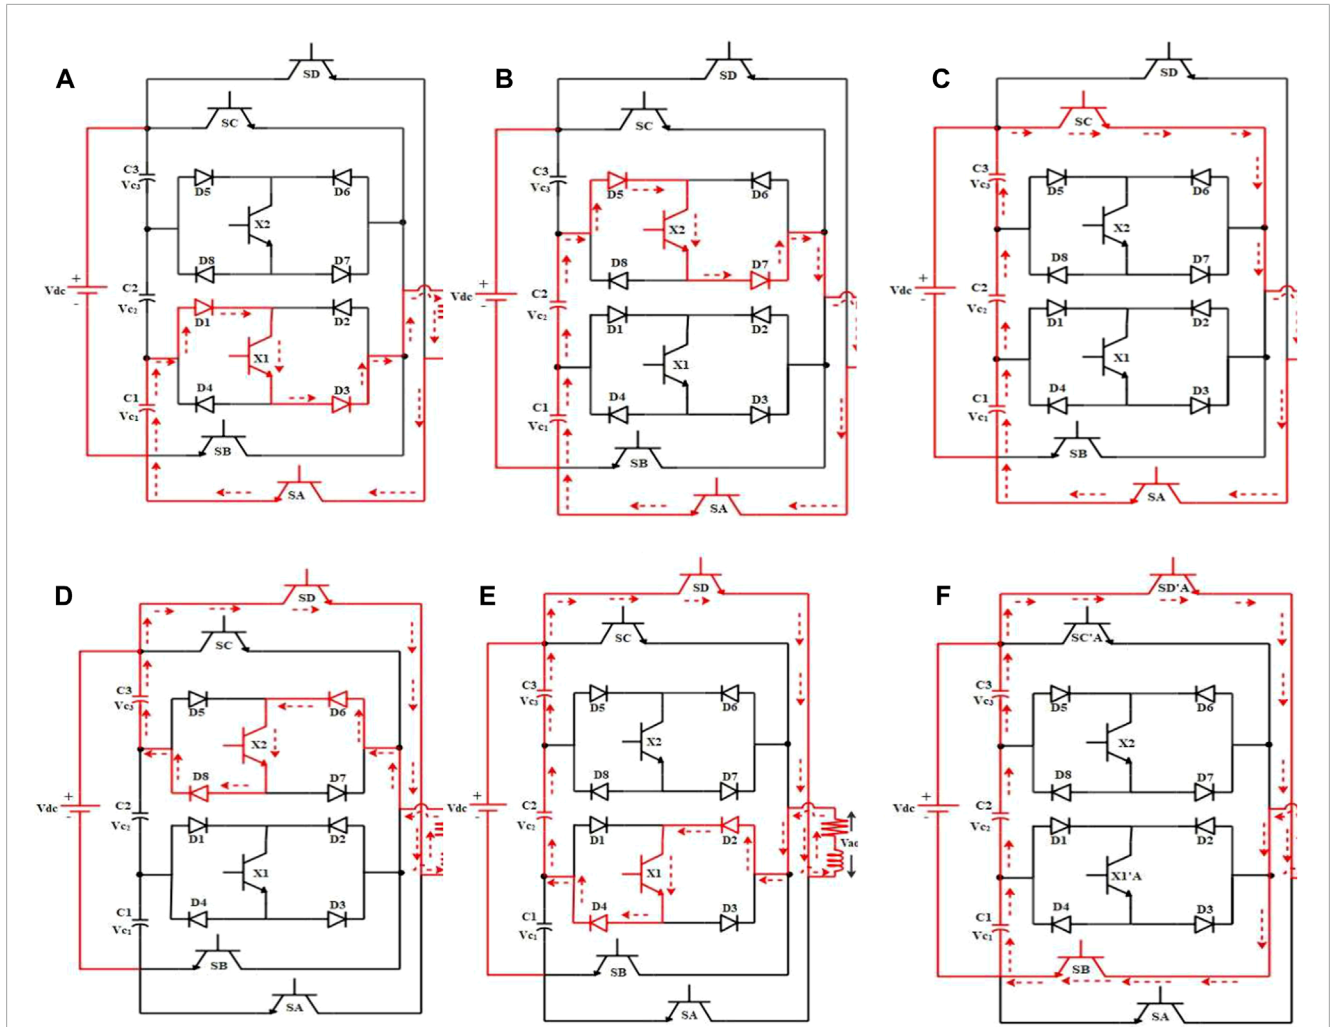 A
SD
SC
C3
Vc3
D5
D6
X2
D8
D7
+
Vdc
-
C2
Vc2
D1
D2
X1
D4
D3
C1
Vc1
SB
SA
B
SD
SC
C3
Vc3
D5
D6
X2
D8
D7
+
Vdc
-
C2
Vc2
D1
D2
X1
D4
D3
C1
Vc1
SB
SA
C
SD
SC
C3
Vc3
D5
D6
X2
D8
D7
+
Vdc
-
C2
Vc2
D1
D2
X1
D4
D3
C1
Vc1
SB
SA
D
SD
SC
C3
Vc3
D5
D6
X2
D8
D7
+
Vdc
-
C2
Vc2
D1
D2
X1
D4
D3
C1
Vc1
SB
SA
E
SD
SC
C3
Vc3
D5
D6
X2
D8
D7
+
Vdc
-
C2
Vc2
D1
D2
X1
D4
D3
C1
Vc1
SB
SA
F
SD'A
SC'A
C3
Vc3
D5
D6
X2
D8
D7
+
Vdc
-
C2
Vc2
D1
D2
X1'A
D4
D3
C1
Vc1
SB
SA